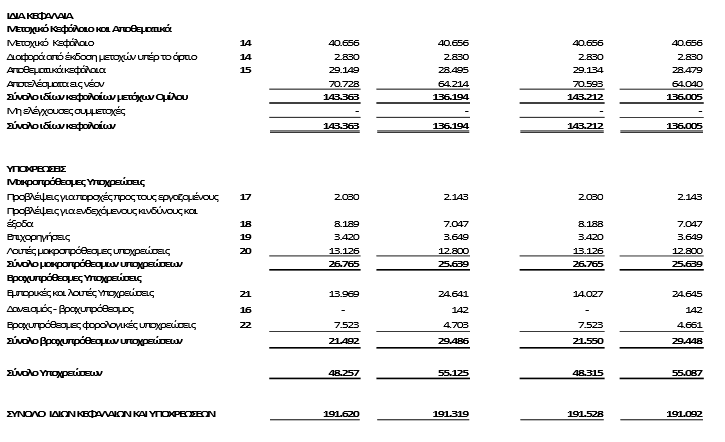 ΙΔΙΑ ΚΕΦΑΛΑΙΑ
Μετοχικό Κεφάλαιο και Αποθεματικά
Μετοχικό Κεφάλαιο 14 40.656 40.656 40.656 40.656
Διαφορά από έκδοση μετοχών υπέρ το άρτιο 14 2.830 2.830 2.830 2.830
Αποθεματικά κεφάλαια 15 29.149 28.495 29.134 28.479
Αποτελέσματα εις νέον 70.728 64.214 70.593 64.040
Σύνολο ιδίων κεφαλαίων μετόχων Ομίλου 143.363 136.194 143.212 136.005
Μη ελέγχουσες συμμετοχές - - - -
Σύνολο ιδίων κεφαλαίων 143.363 136.194 143.212 136.005
ΥΠΟΧΡΕΩΣΕΙΣ
Μακροπρόθεσμες Υποχρεώσεις
Προβλέψεις για παροχές προς τους εργαζομένους 17 2.030 2.143 2.030 2.143
Προβλέψεις για ενδεχόμενους κινδύνους και
έξοδα 18 8.189 7.047 8.188 7.047
Επιχορηγήσεις 19 3.420 3.649 3.420 3.649
Λοιπές μακροπρόθεσμες υποχρεώσεις 20 13.126 12.800 13.126 12.800
Σύνολο μακροπρόθεσμων υποχρεώσεων 26.765 25.639 26.765 25.639
Βραχυπρόθεσμες Υποχρεώσεις
Εμπορικές και λοιπές Υποχρεώσεις 21 13.969 24.641 14.027 24.645
Δανεισμός - βραχυπρόθεσμος 16 - 142 - 142
Βραχυπρόθεσμες φορολογικές υποχρεώσεις 22 7.523 4.703 7.523 4.661
Σύνολο βραχυπρόθεσμων υποχρεώσεων 21.492 29.486 21.550 29.448
Σύνολο Υποχρεώσεων 48.257 55.125 48.315 55.087
ΣΥΝΟΛΟ ΙΔΙΩΝ ΚΕΦΑΛΑΙΩΝ ΚΑΙ ΥΠΟΧΡΕΩΣΕΩΝ 191.620 191.319 191.528 191.092